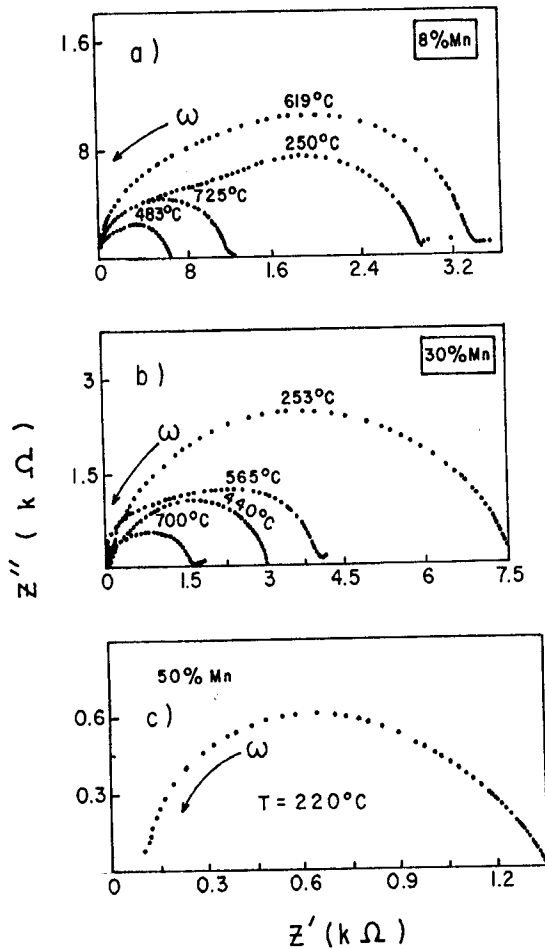 a)
8%Mn
1.6
8
ω
619°C
250°C
725°C
483°C
0
8
1.6
2.4
3.2
b)
30%Mn
3
1.5
ω
253°C
565°C
440°C
700°C
0
1.5
3
4.5
6
7.5
Z'' (kΩ)
50% Mn
c)
0.6
0.3
ω
T = 220°C
0
0.3
0.6
0.9
1.2
Z' (kΩ)